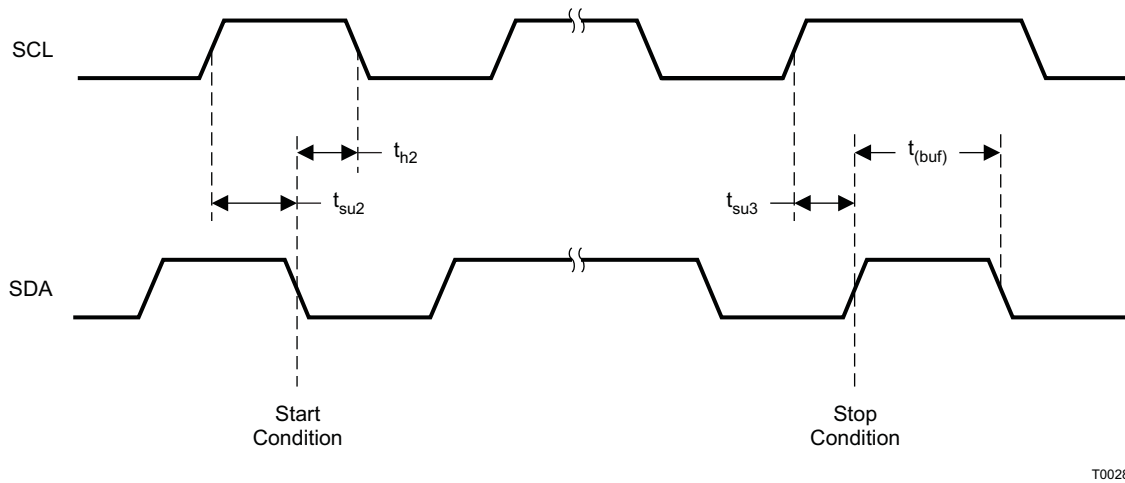 SCL
t_h2
t_(buf)
t_su2
t_su3
SDA
Start
Condition
Stop
Condition
T0028